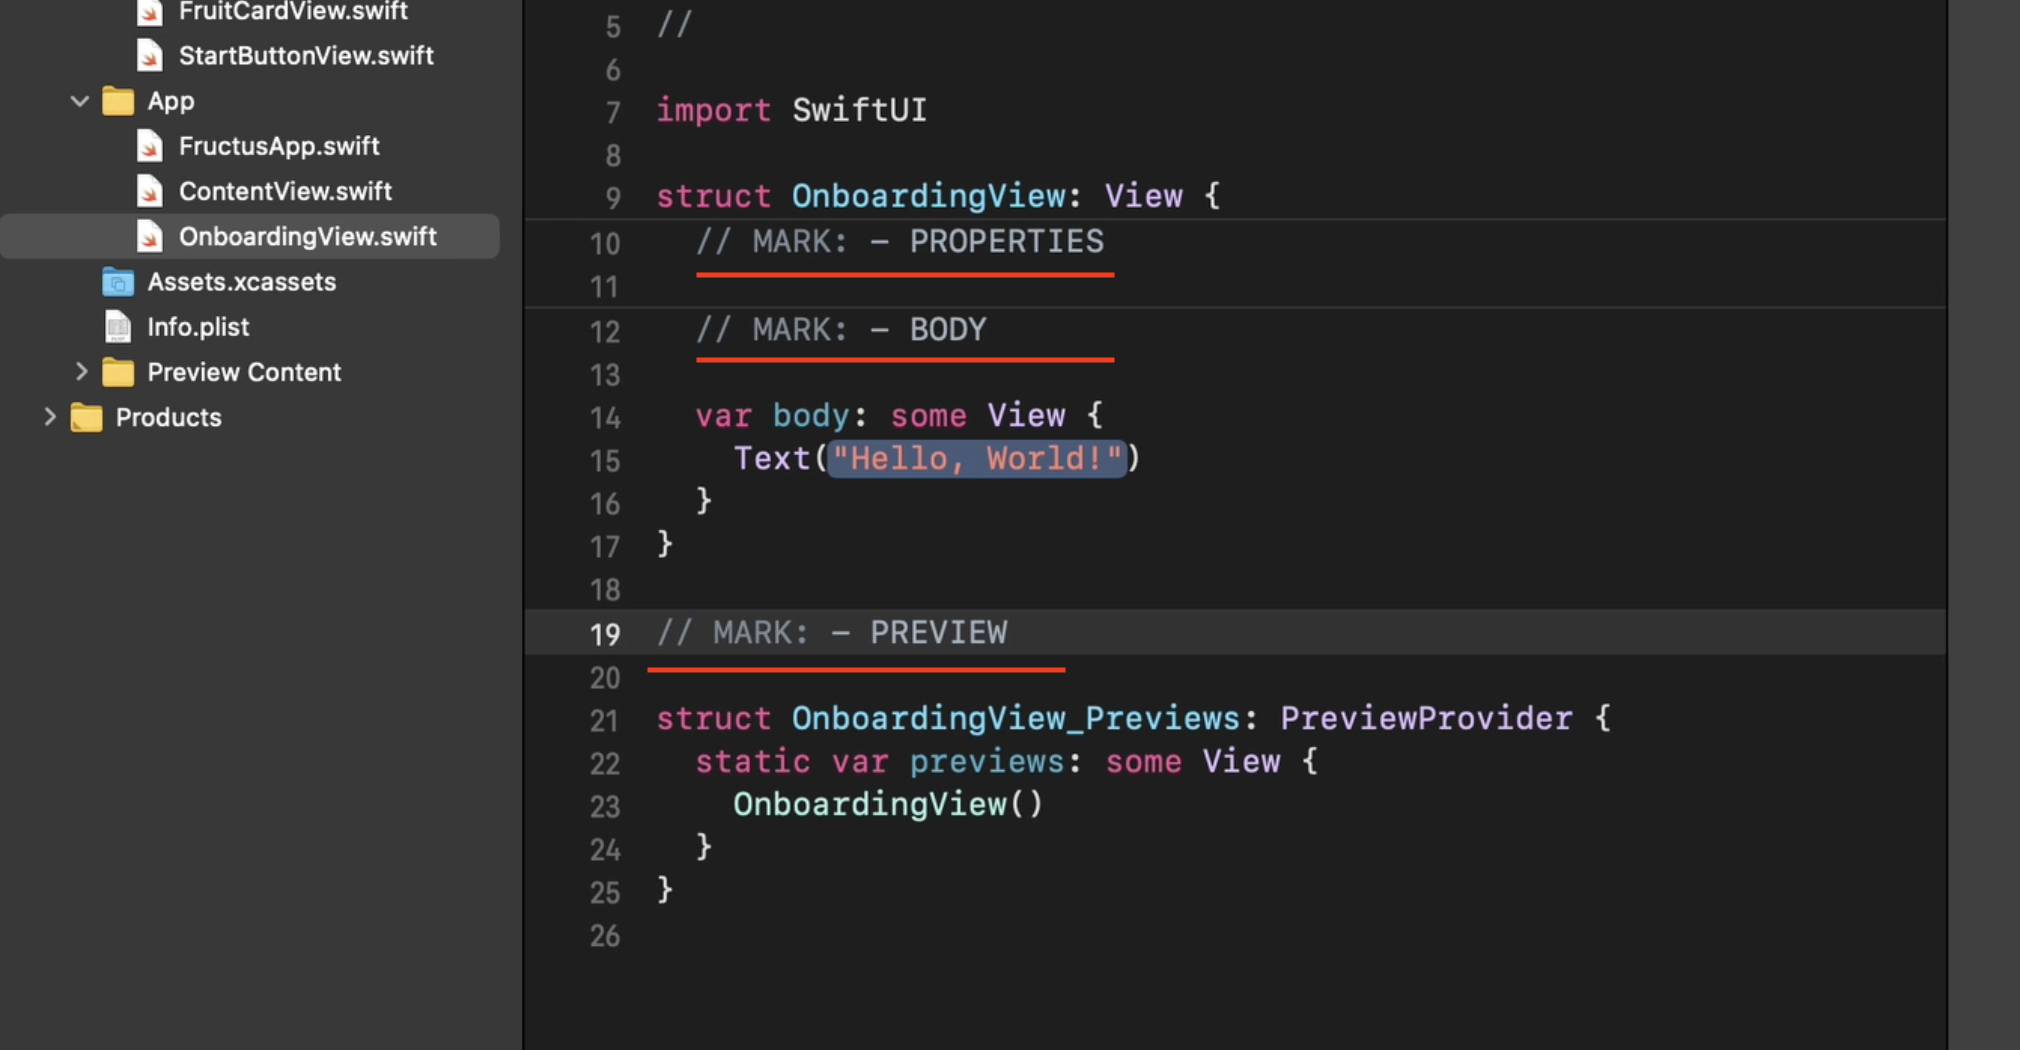 FruitCardView.swift
StartButtonView.swift
App
FructusApp.swift
ContentView.swift
OnboardingView.swift
Assets.xcassets
Info.plist
Preview Content
Products
5 //
6
7 import SwiftUI
8
9 struct OnboardingView: View {
10 // MARK: - PROPERTIES
11
12 // MARK: - BODY
13
14 var body: some View {
15 Text("Hello, World!")
16 }
17 }
18
19 // MARK: - PREVIEW
20
21 struct OnboardingView_Previews: PreviewProvider {
22 static var previews: some View {
23 OnboardingView()
24 }
25 }
26